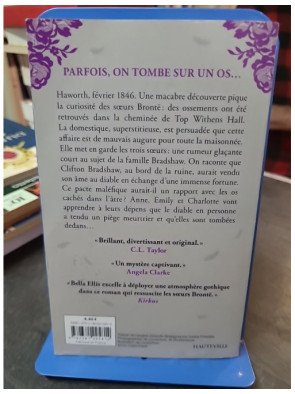 PARFOIS, ON TOMBE SUR UN OS…
Haworth, février 1846. Une macabre découverte pique
la curiosité des sœurs Brontë : des ossements ont été
retrouvés dans la cheminée de Top Withens Hall.
La domestique, superstitieuse, est persuadée que cette
affaire est de mauvais augure pour toute la maisonnée.
Elle met en garde les trois sœurs : une rumeur glaçante
court au sujet de la famille Bradshaw. On raconte que
Clifton Bradshaw, au bord de la ruine, aurait vendu
son âme au diable en échange d'une immense fortune.
Ce pacte maléfique aurait-il un rapport avec les os
cachés dans l'âtre ? Anne, Emily et Charlotte vont
apprendre à leurs dépens que le diable en personne
a tendu un piège meurtrier et qu'elles sont tombées
dedans…
« Brillant, divertissant et original. »
C.L. Taylor
« Un mystère captivant. »
Angela Clarke
« Bella Ellis excelle à déployer une atmosphère gothique
dans ce roman qui ressuscite les sœurs Brontë. »
Kirkus
HAUTEVILLE